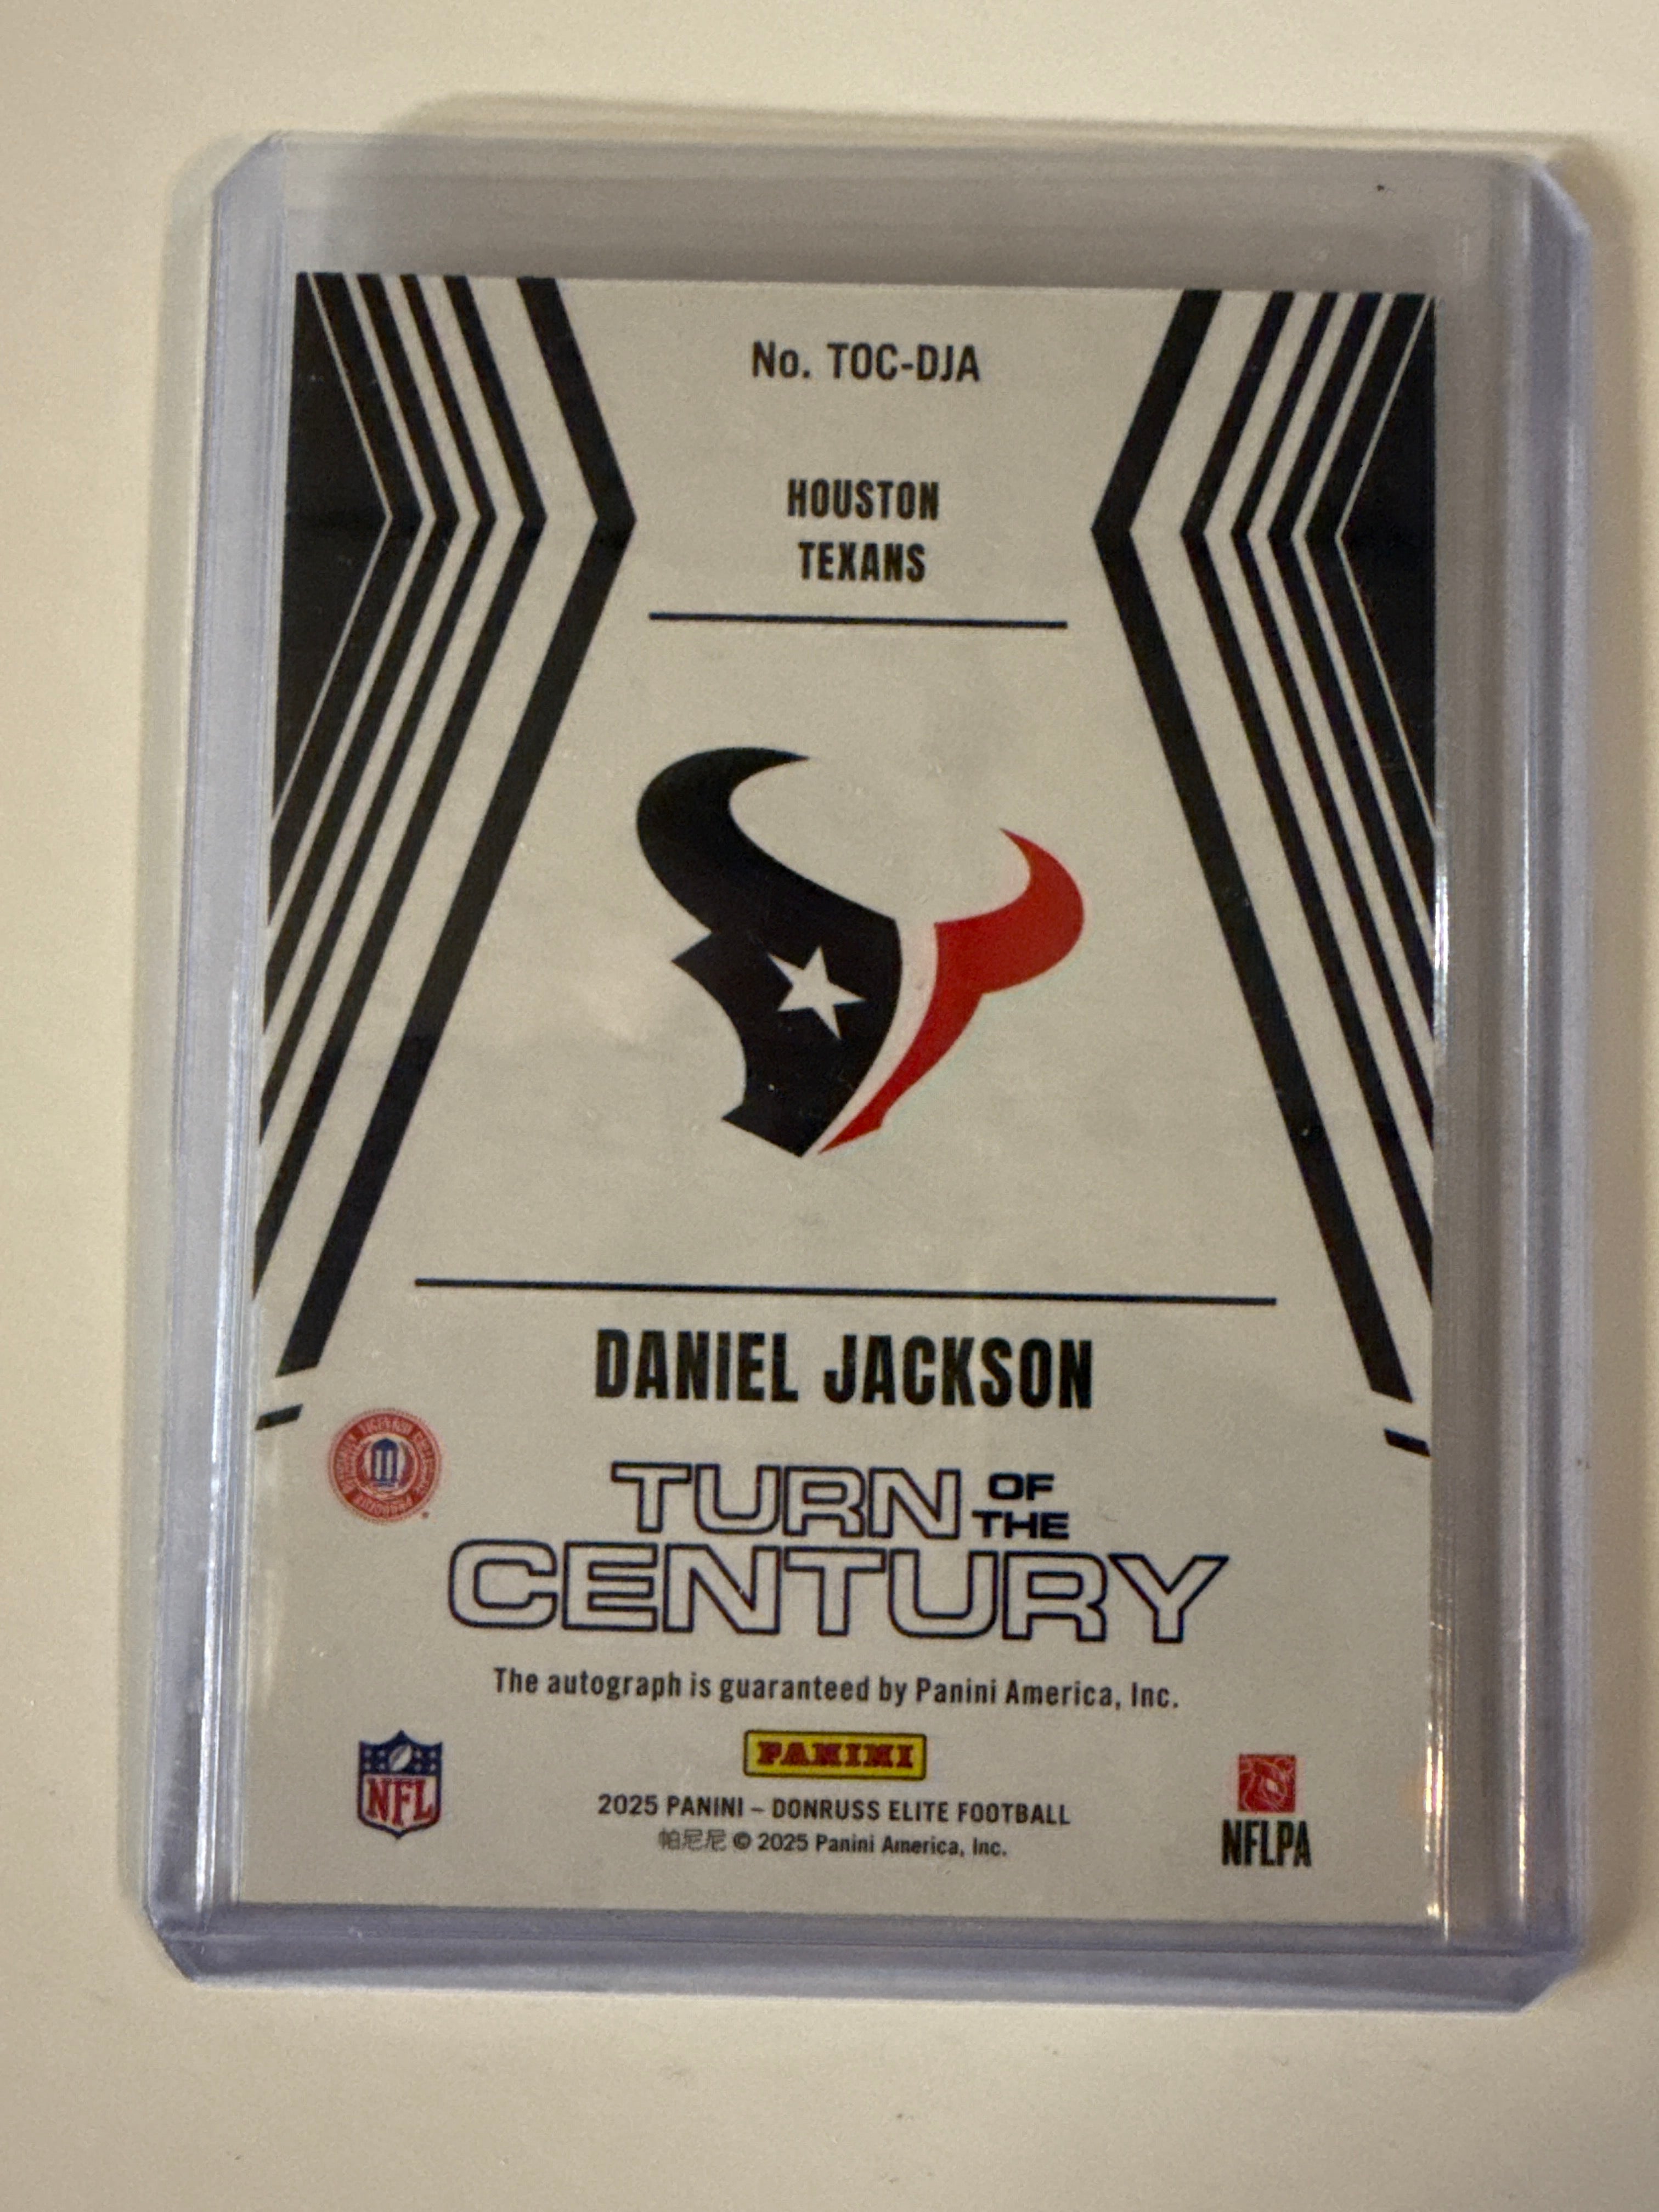 No. TOC-DJA
HOUSTON
TEXANS
DANIEL JACKSON
TURN OF THE
CENTURY
The autograph is guaranteed by Panini America, Inc.
PANINI
NFL
2025 PANINI – DONRUSS ELITE FOOTBALL
帕尼尼 © 2025 Panini America, Inc.
NFLPA